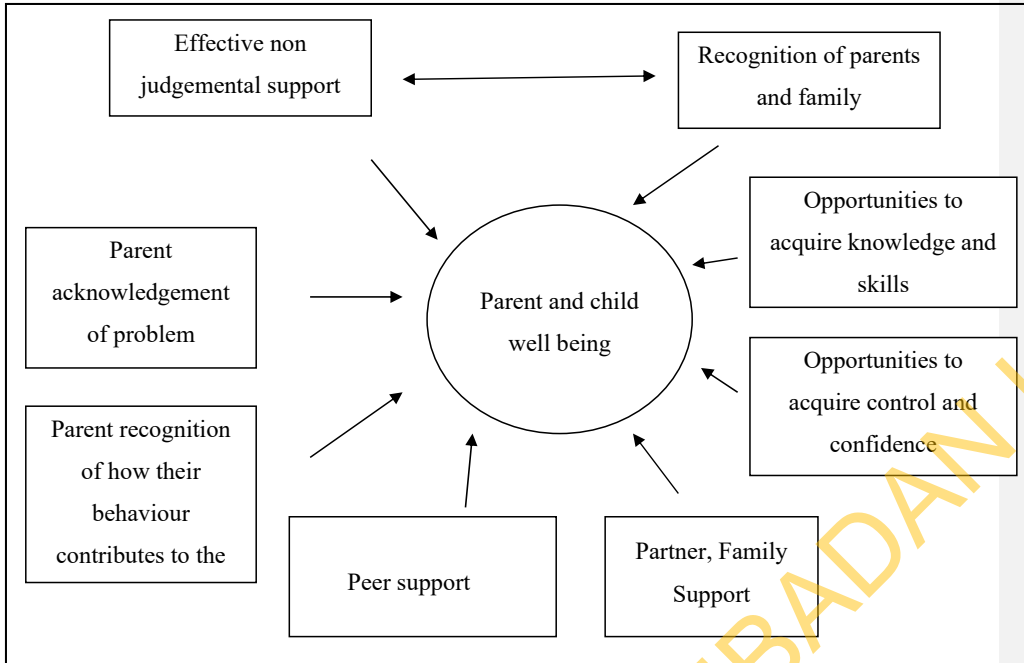 Effective non
judgemental support
Recognition of parents
and family
Opportunities to
acquire knowledge and
skills
Parent
acknowledgement
of problem
Parent and child
well being
Opportunities to
acquire control and
confidence
Parent recognition
of how their
behaviour
contributes to the
Peer support
Partner, Family
Support
IBADAN